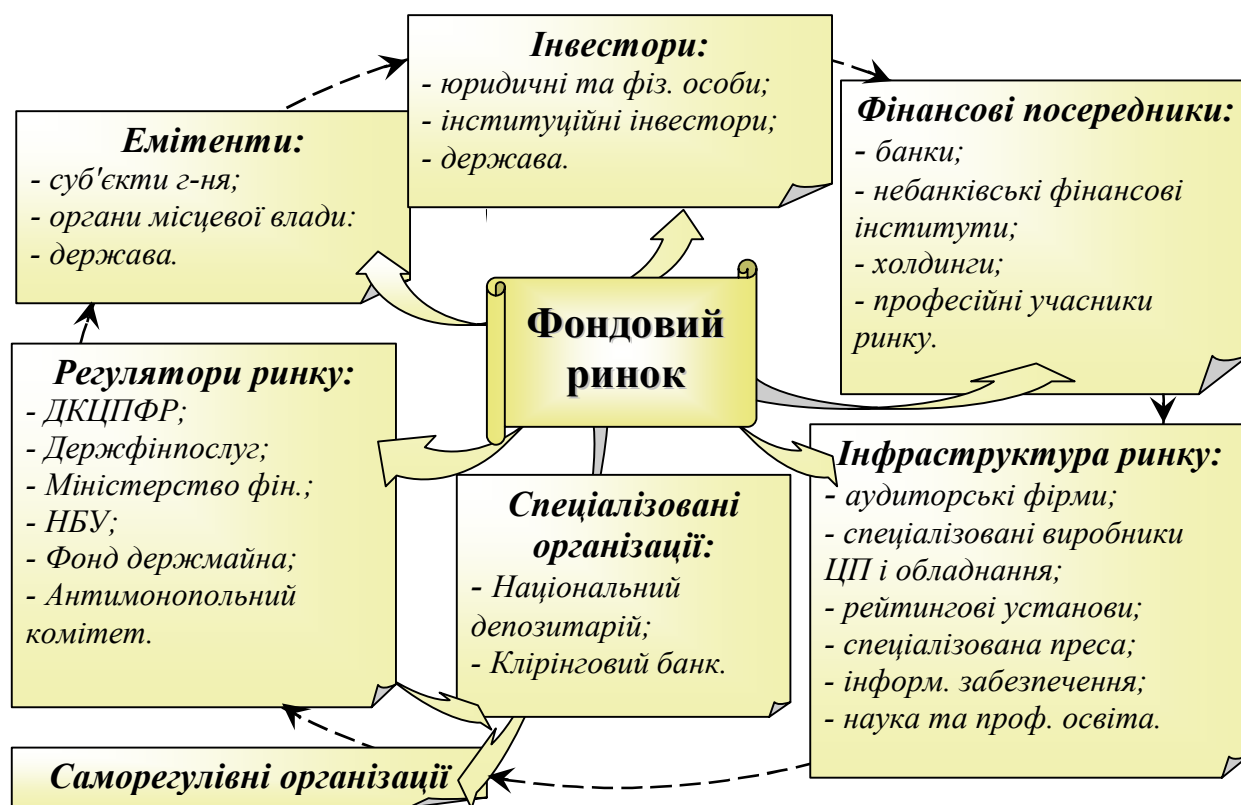 Інвестори:
- юридичні та фіз. особи;
- інституційні інвестори;
- держава.
Емітенти:
- суб'єкти г-ня;
- органи місцевої влади:
- держава.
Фінансові посередники:
- банки;
- небанківські фінансові
інститути;
- холдинги;
- професійні учасники
ринку.
Фондовий
ринок
Регулятори ринку:
- ДКЦПФР;
- Держфінпослуг;
- Міністерство фін.;
- НБУ;
- Фонд держмайна;
- Антимонопольний
комітет.
Спеціалізовані
організації:
- Національний
депозитарій;
- Клірінговий банк.
Інфраструктура ринку:
- аудиторські фірми;
- спеціалізовані виробники
ЦП і обладнання;
- рейтингові установи;
- спеціалізована преса;
- інформ. забезпечення;
- наука та проф. освіта.
Саморегулівні організації